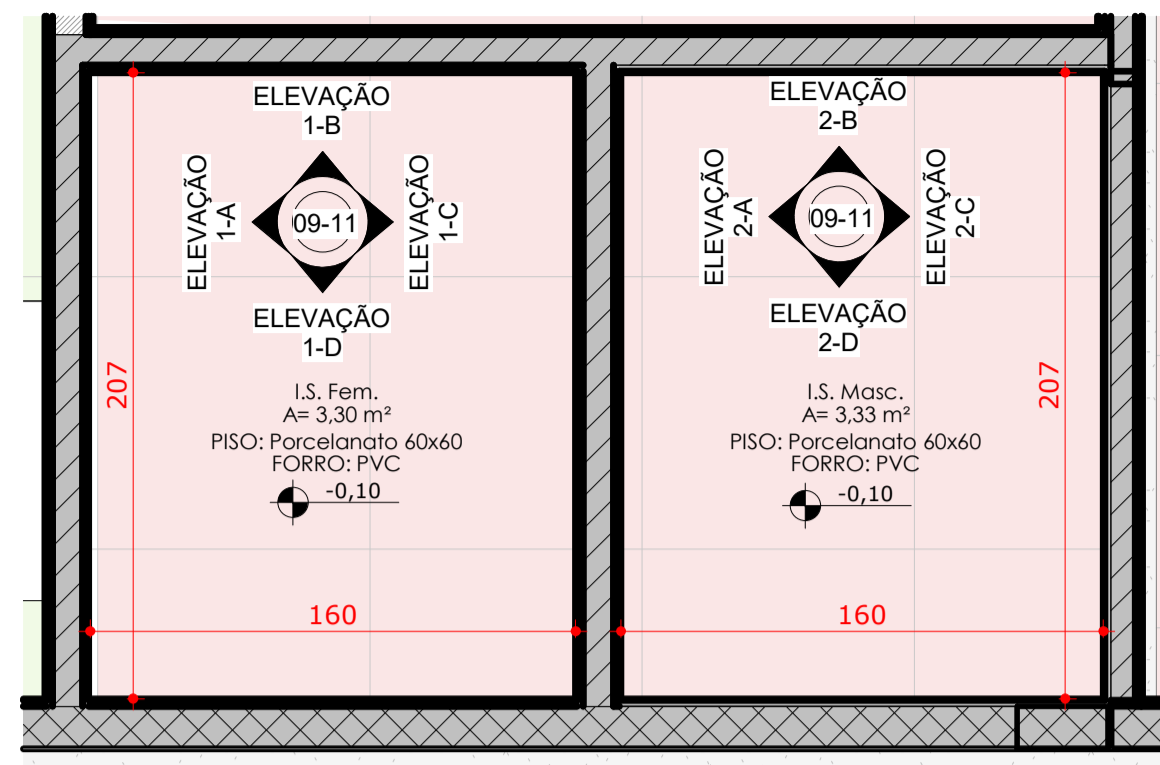 ELEVAÇÃO
1-B
ELEVAÇÃO
1-A
09-11
ELEVAÇÃO
1-C
ELEVAÇÃO
1-D
207
I.S. Fem.
A= 3,30 m²
PISO: Porcelanato 60x60
FORRO: PVC
-0,10
160
ELEVAÇÃO
2-B
ELEVAÇÃO
2-A
09-11
ELEVAÇÃO
2-C
ELEVAÇÃO
2-D
207
I.S. Masc.
A= 3,33 m²
PISO: Porcelanato 60x60
FORRO: PVC
-0,10
160